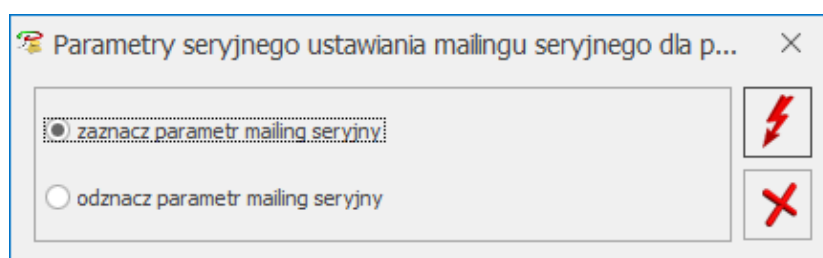 Parametry seryjnego ustawiania mailingu seryjnego dla p...
zaznacz parametr mailing seryjny
odznacz parametr mailing seryjny